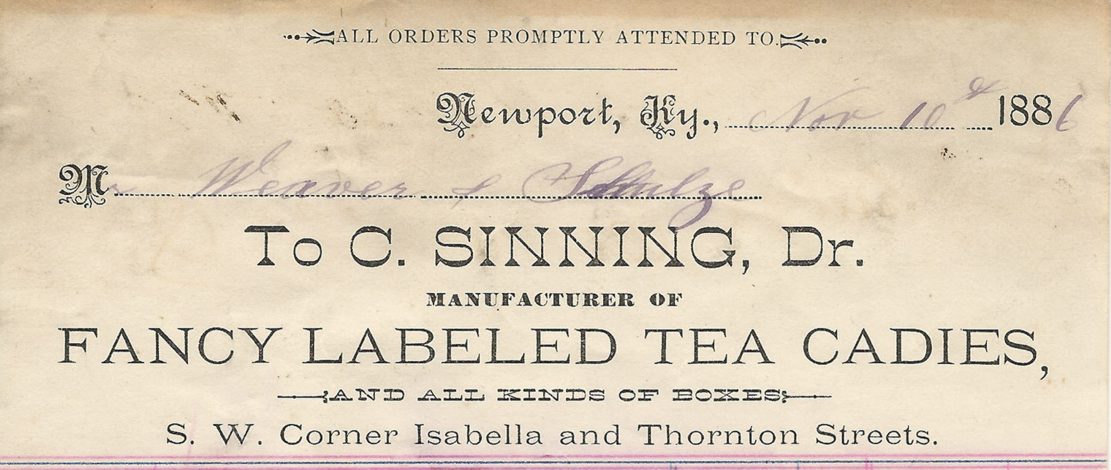 ALL ORDERS PROMPTLY ATTENDED TO.
Newport, Ky., Nov 10th 1886
Mr Weaver & Schulze
To C. SINNING, Dr.
MANUFACTURER OF
FANCY LABELED TEA CADIES,
AND ALL KINDS OF BOXES
S. W. Corner Isabella and Thornton Streets.